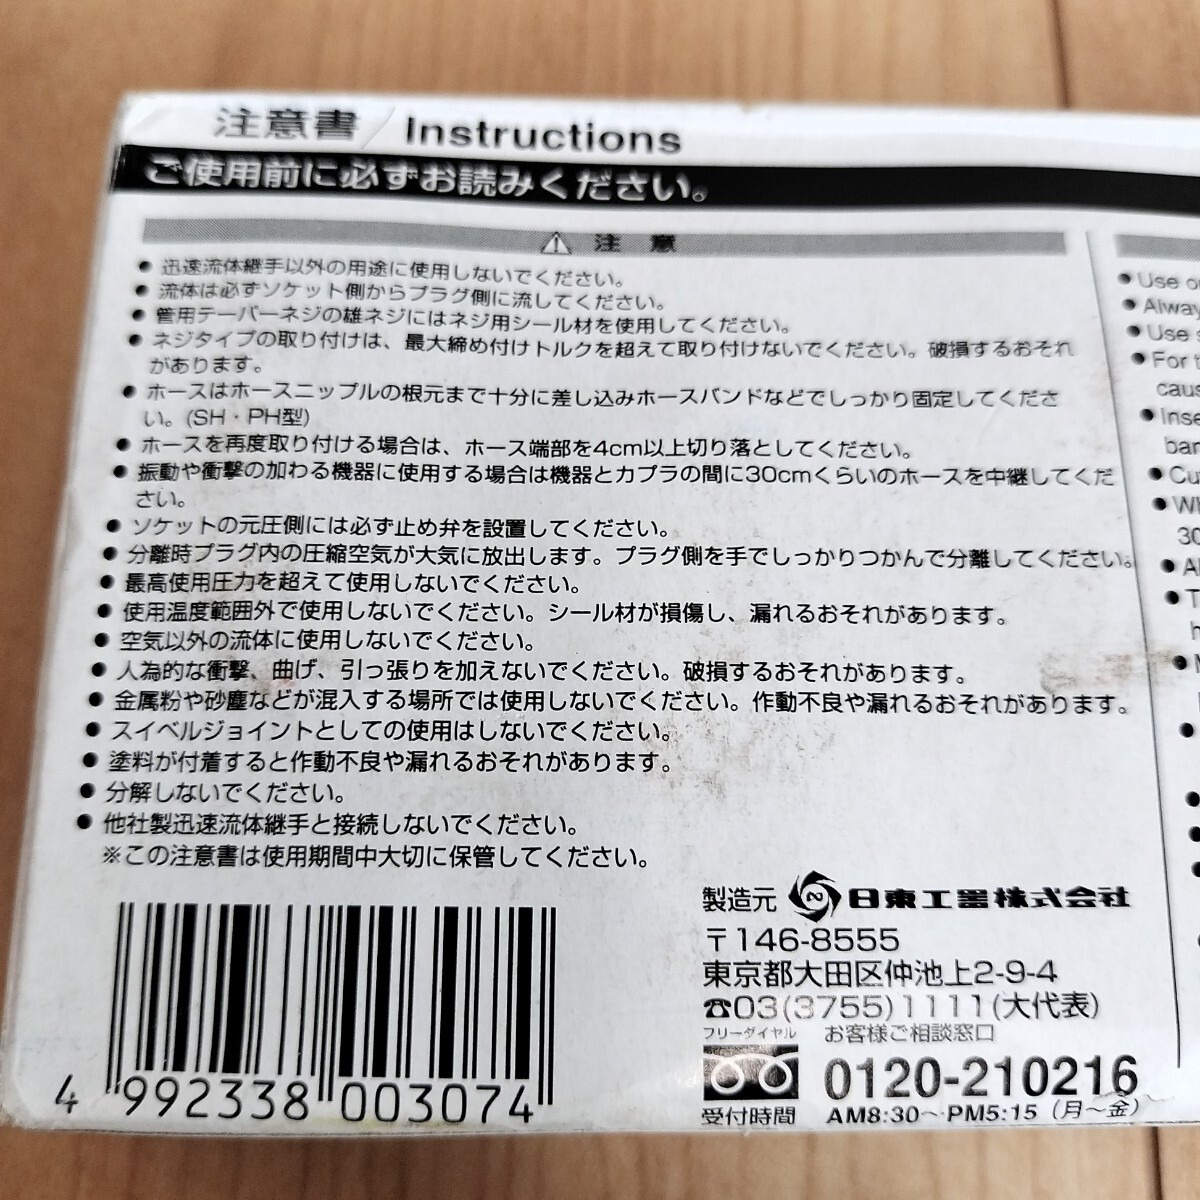 注意書 / Instructions
ご使用前に必ずお読みください。
⚠ 注 意
● 迅速流体継手以外の用途に使用しないでください。
● 流体は必ずソケット側からプラグ側に流してください。
● 管用テーパーネジの雄ネジにはネジ用シール材を使用してください。
● ネジタイプの取り付けは、最大締め付けトルクを超えて取り付けないでください。破損するおそれ
があります。
● ホースはホースニップルの根元まで十分に差し込みホースバンドなどでしっかり固定してくださ
い。(SH・PH型)
● ホースを再度取り付ける場合は、ホース端部を4cm以上切り落としてください。
● 振動や衝撃の加わる機器に使用する場合は機器とカプラの間に30cmくらいのホースを中継してくだ
さい。
● ソケットの元圧側には必ず止め弁を設置してください。
● 分離時プラグ内の圧縮空気が大気に放出します。プラグ側を手でしっかりつかんで分離してください。
● 最高使用圧力を超えて使用しないでください。
● 使用温度範囲外で使用しないでください。シール材が損傷し、漏れるおそれがあります。
● 空気以外の流体に使用しないでください。
● 人為的な衝撃、曲げ、引っ張りを加えないでください。破損するおそれがあります。
● 金属粉や砂塵などが混入する場所では使用しないでください。作動不良や漏れるおそれがあります。
● スイベルジョイントとしての使用はしないでください。
● 塗料が付着すると作動不良や漏れるおそれがあります。
● 分解しないでください。
● 他社製迅速流体継手と接続しないでください。
※この注意書は使用期間中大切に保管してください。
4 992338 003074
製造元 日東工器株式会社
〒146-8555
東京都大田区仲池上2-9-4
☎03(3755)1111(大代表)
フリーダイヤル お客様ご相談窓口
0120-210216
受付時間 AM8:30～PM5:15 (月～金)
● Use
●
● Use
● For
●
●
●
30